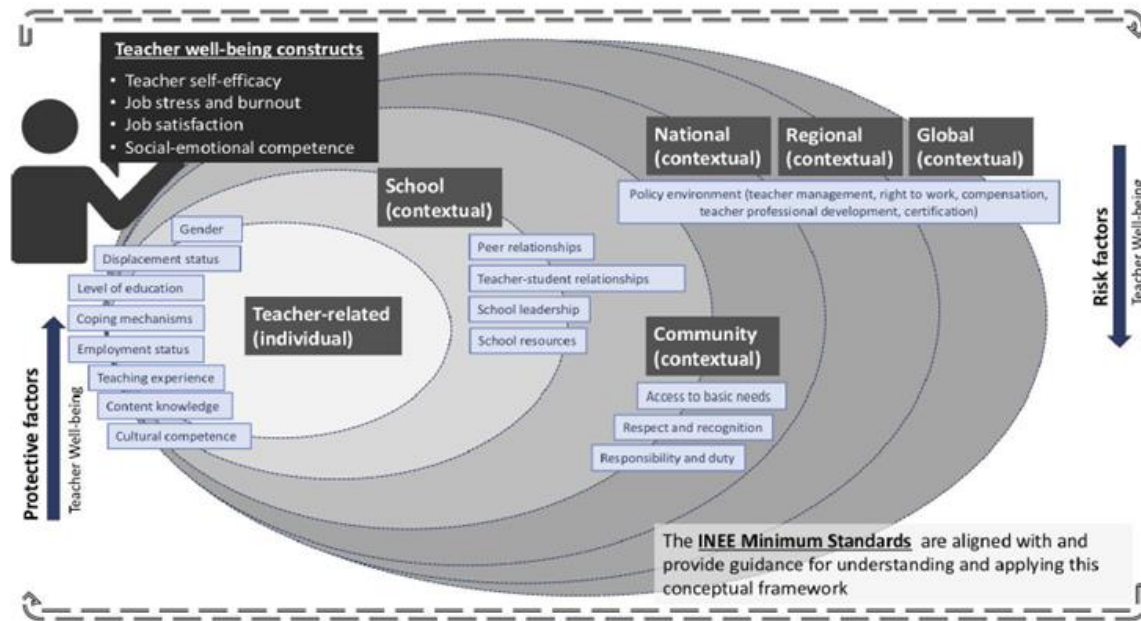 Teacher well-being constructs
• Teacher self-efficacy
• Job stress and burnout
• Job satisfaction
• Social-emotional competence
National
(contextual)
Regional
(contextual)
Global
(contextual)
Policy environment (teacher management, right to work, compensation,
teacher professional development, certification)
School
(contextual)
Peer relationships
Teacher-student relationships
School leadership
School resources
Gender
Displacement status
Level of education
Coping mechanisms
Employment status
Teaching experience
Content knowledge
Cultural competence
Teacher-related
(individual)
Community
(contextual)
Access to basic needs
Respect and recognition
Responsibility and duty
Protective factors
Teacher Well-being
Risk factors
Teacher Well-being
The INEE Minimum Standards are aligned with and
provide guidance for understanding and applying this
conceptual framework